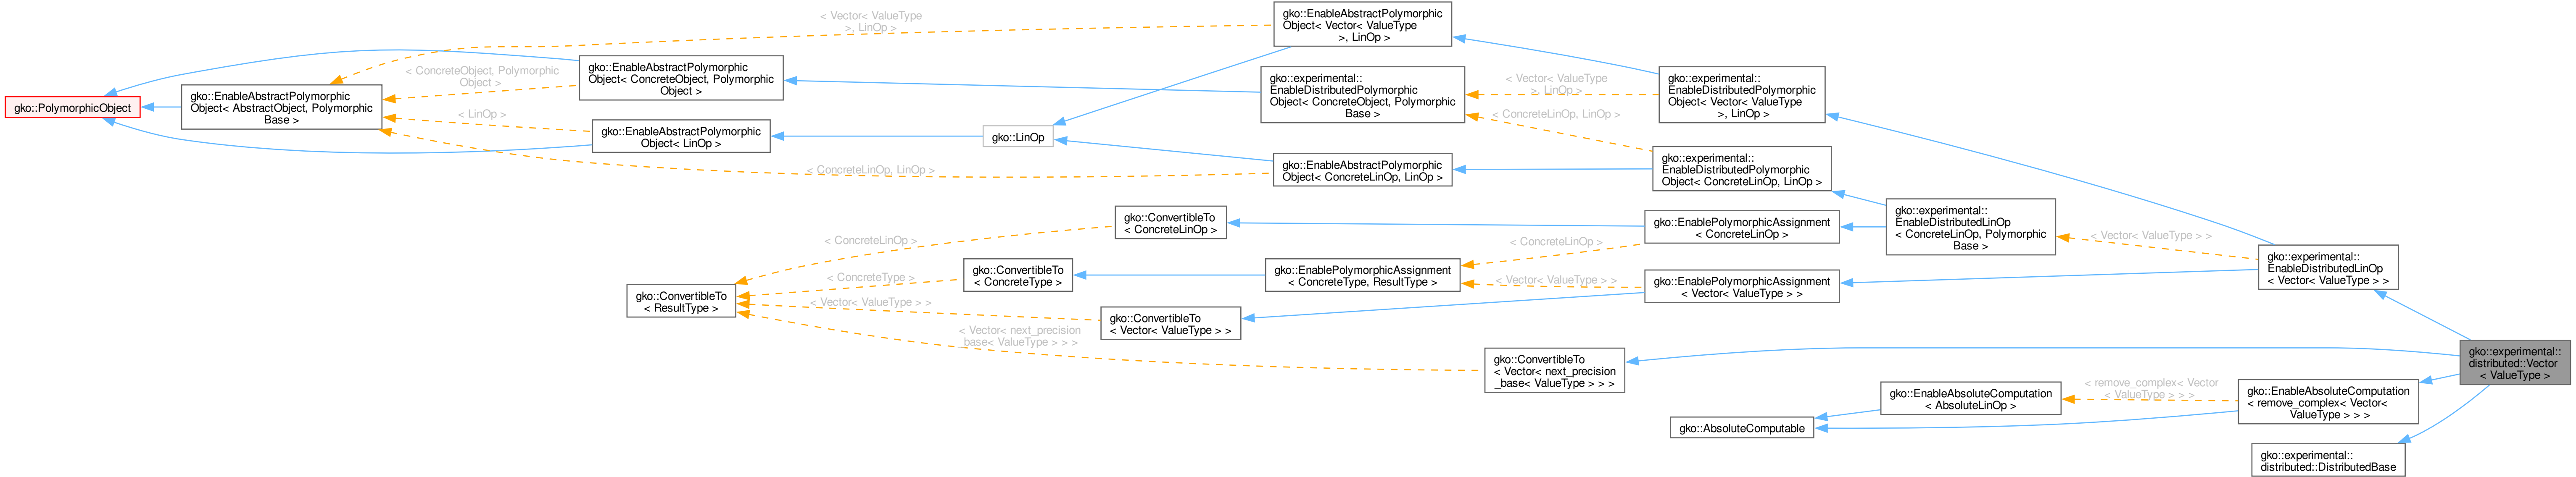 gko::PolymorphicObject
gko::EnableAbstractPolymorphic
Object< AbstractObject, Polymorphic
Base >
< Vector< ValueType
>, LinOp >
< ConcreteObject, Polymorphic
Object >
< LinOp >
< ConcreteLinOp, LinOp >
gko::EnableAbstractPolymorphic
Object< ConcreteObject, Polymorphic
Object >
gko::EnableAbstractPolymorphic
Object< LinOp >
gko::LinOp
gko::EnableAbstractPolymorphic
Object< Vector< ValueType
>, LinOp >
gko::experimental::
EnableDistributedPolymorphic
Object< ConcreteObject, Polymorphic
Base >
gko::EnableAbstractPolymorphic
Object< ConcreteLinOp, LinOp >
< Vector< ValueType
>, LinOp >
< ConcreteLinOp, LinOp >
gko::experimental::
EnableDistributedPolymorphic
Object< Vector< ValueType
>, LinOp >
gko::experimental::
EnableDistributedPolymorphic
Object< ConcreteLinOp, LinOp >
gko::ConvertibleTo
< ResultType >
< ConcreteLinOp >
< ConcreteType >
< Vector< ValueType > >
< Vector< next_precision
_base< ValueType > > >
gko::ConvertibleTo
< ConcreteLinOp >
gko::ConvertibleTo
< ConcreteType >
gko::ConvertibleTo
< Vector< ValueType > >
gko::EnablePolymorphicAssignment
< ConcreteType, ResultType >
< ConcreteLinOp >
< Vector< ValueType > >
gko::EnablePolymorphicAssignment
< ConcreteLinOp >
gko::EnablePolymorphicAssignment
< Vector< ValueType > >
gko::ConvertibleTo
< Vector< next_precision
_base< ValueType > > >
gko::experimental::
EnableDistributedLinOp
< ConcreteLinOp, Polymorphic
Base >
< Vector< ValueType > >
gko::experimental::
EnableDistributedLinOp
< Vector< ValueType > >
gko::AbsoluteComputable
gko::EnableAbsoluteComputation
< AbsoluteLinOp >
< remove_complex< Vector
< ValueType > > >
gko::EnableAbsoluteComputation
< remove_complex< Vector<
ValueType > > >
gko::experimental::
distributed::DistributedBase
gko::experimental::
distributed::Vector
< ValueType >